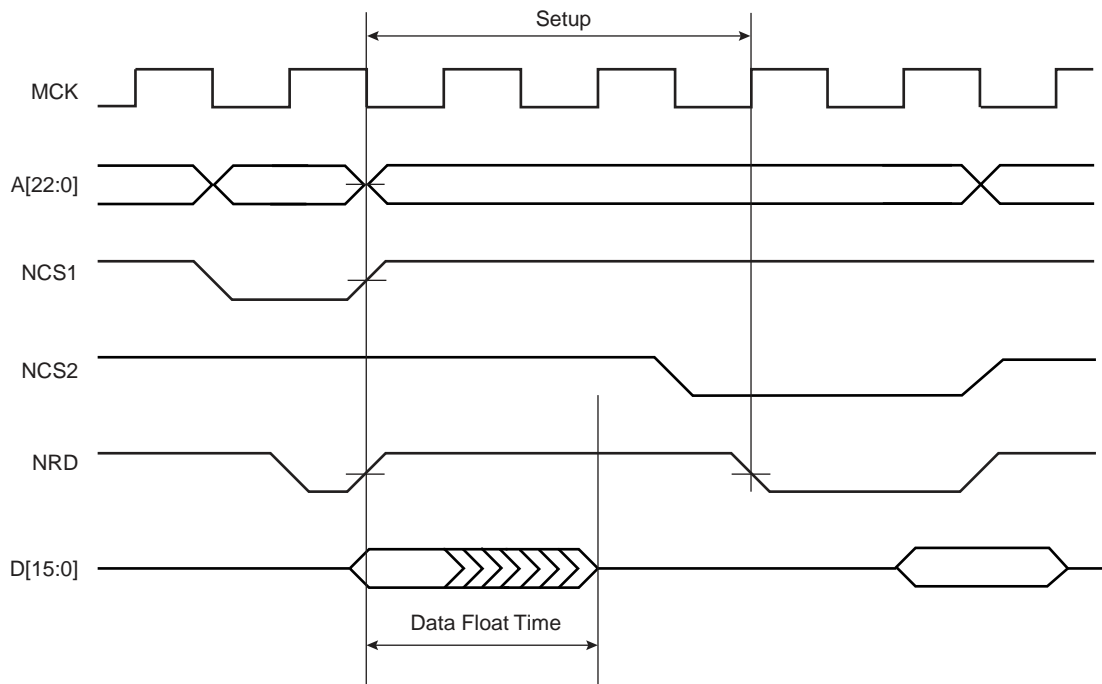 Setup
MCK
A[22:0]
NCS1
NCS2
NRD
D[15:0]
Data Float Time